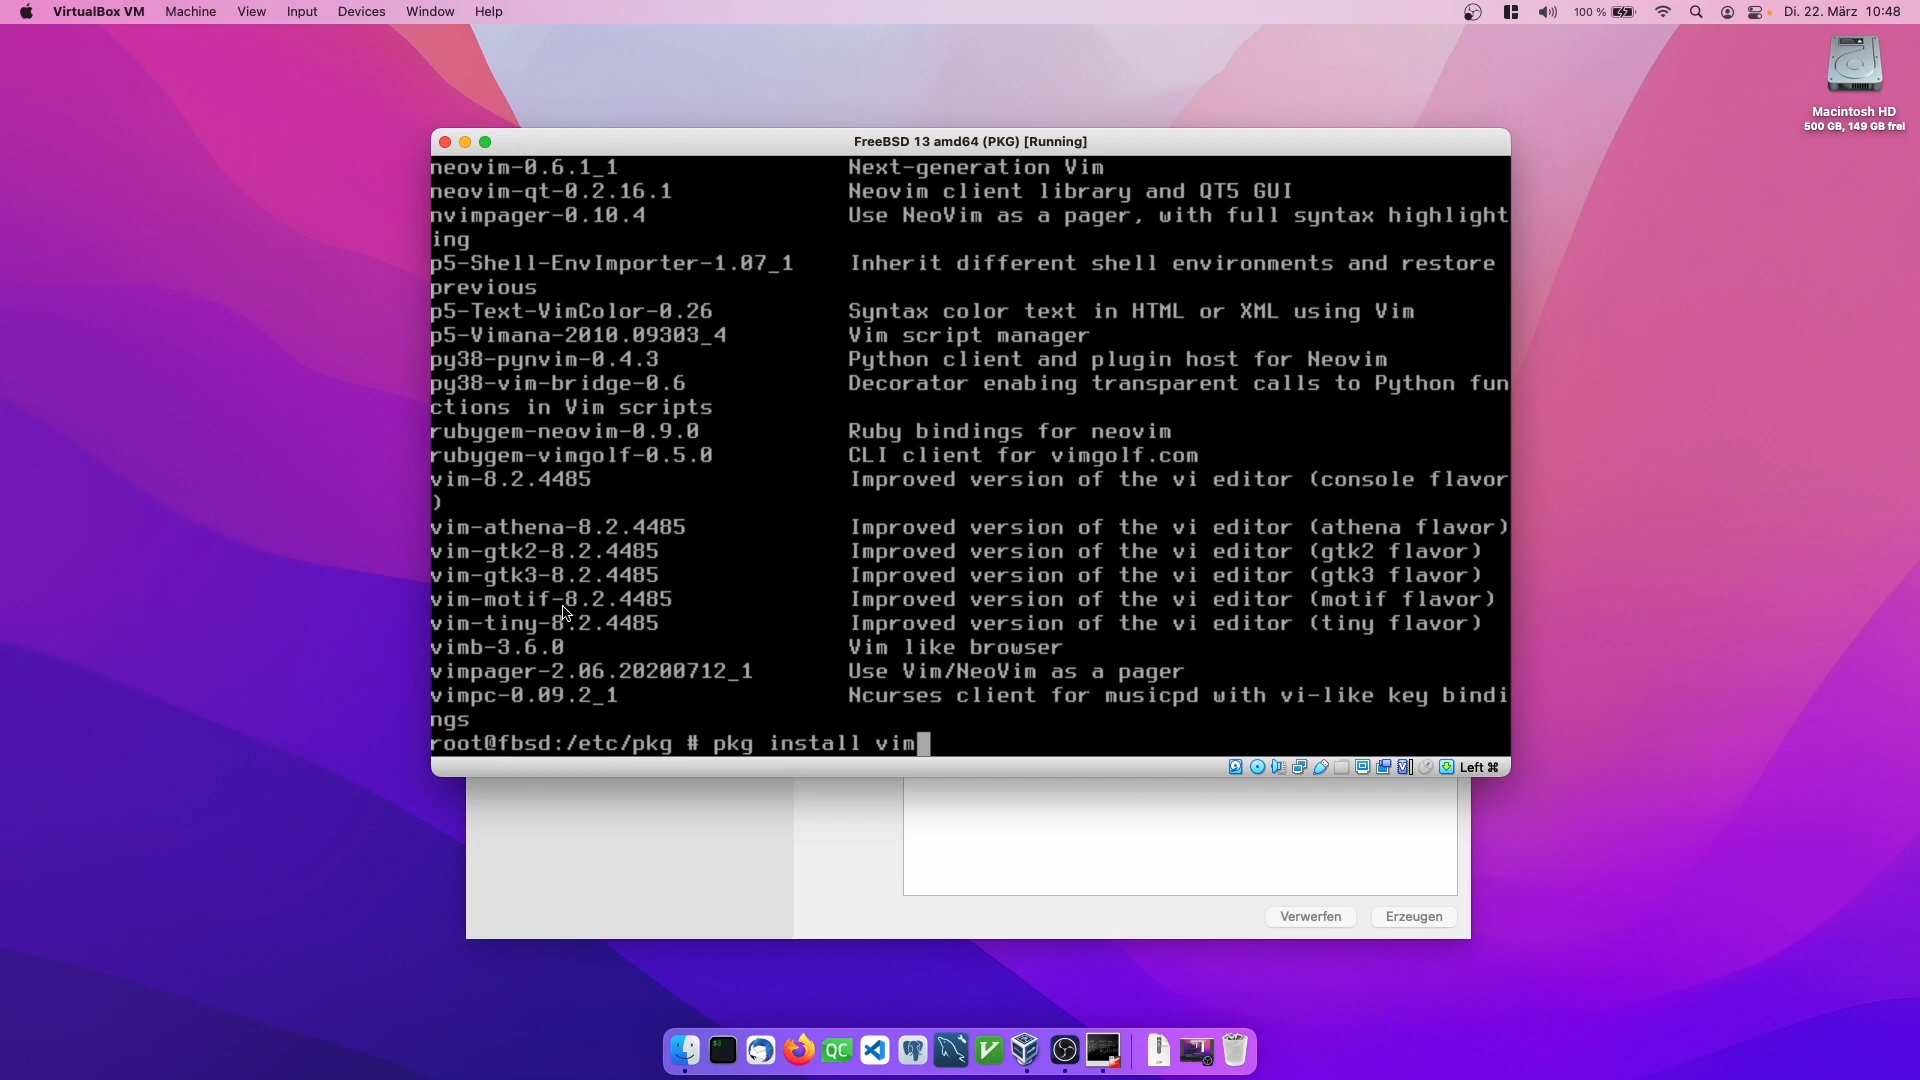 VirtualBox VM Machine View Input Devices Window Help 100 % Di. 22. März 10:48
Macintosh HD
500 GB, 149 GB frei
FreeBSD 13 amd64 (PKG) [Running]
neovim-0.6.1_1 Next-generation Vim
neovim-qt-0.2.16.1 Neovim client library and QT5 GUI
nvimpager-0.10.4 Use NeoVim as a pager, with full syntax highlight
ing
p5-Shell-EnvImporter-1.07_1 Inherit different shell environments and restore
previous
p5-Text-VimColor-0.26 Syntax color text in HTML or XML using Vim
p5-Vimana-2010.09303_4 Vim script manager
py38-pynvim-0.4.3 Python client and plugin host for Neovim
py38-vim-bridge-0.6 Decorator enabing transparent calls to Python fun
ctions in Vim scripts
rubygem-neovim-0.9.0 Ruby bindings for neovim
rubygem-vimgolf-0.5.0 CLI client for vimgolf.com
vim-8.2.4485 Improved version of the vi editor (console flavor
)
vim-athena-8.2.4485 Improved version of the vi editor (athena flavor)
vim-gtk2-8.2.4485 Improved version of the vi editor (gtk2 flavor)
vim-gtk3-8.2.4485 Improved version of the vi editor (gtk3 flavor)
vim-motif-8.2.4485 Improved version of the vi editor (motif flavor)
vim-tiny-8.2.4485 Improved version of the vi editor (tiny flavor)
vimb-3.6.0 Vim like browser
vimpager-2.06.20200712_1 Use Vim/NeoVim as a pager
vimpc-0.09.2_1 Ncurses client for musicpd with vi-like key bindi
ngs
root@fbsd:/etc/pkg # pkg install vim
Left ⌘
Verwerfen Erzeugen
QC